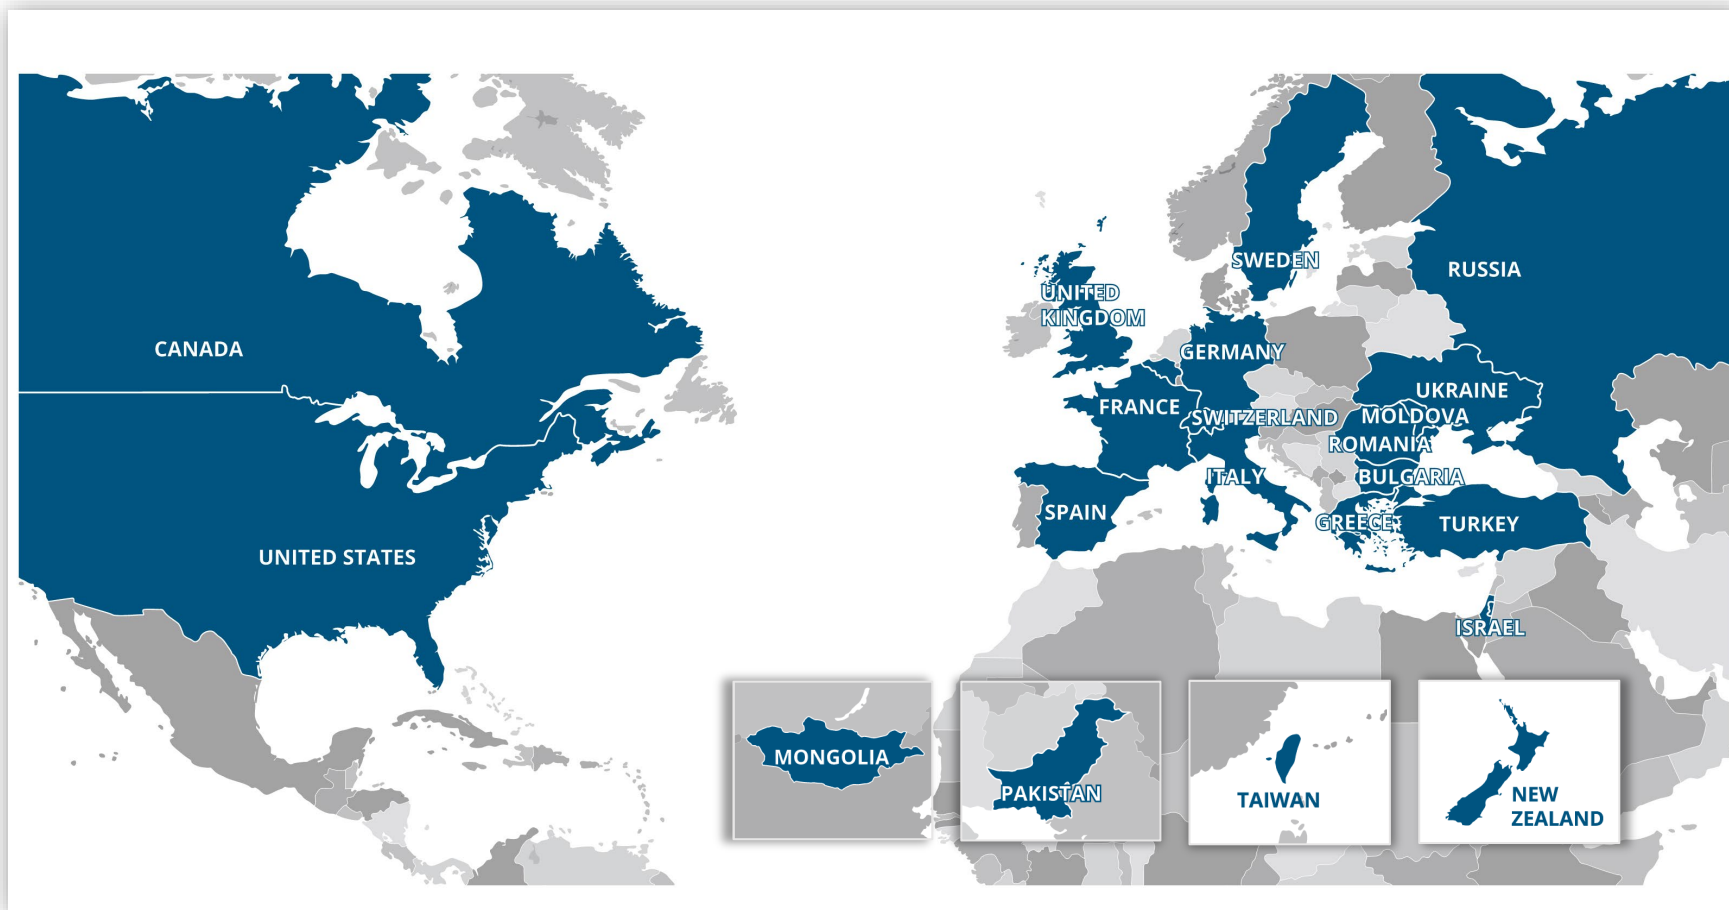 SWEDEN
RUSSIA
UNITED
KINGDOM
CANADA
GERMANY
UKRAINE
FRANCE
SWITZERLAND
MOLDOVA
ROMANIA
ITALY
BULGARIA
SPAIN
GREECE
TURKEY
UNITED STATES
ISRAEL
MONGOLIA
PAKISTAN
TAIWAN
NEW
ZEALAND